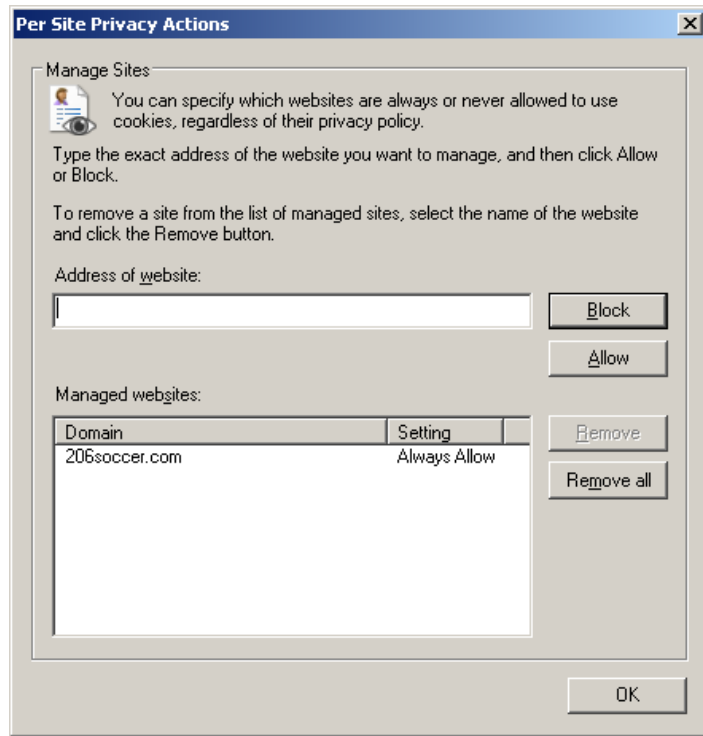 Per Site Privacy Actions
Manage Sites
You can specify which websites are always or never allowed to use
cookies, regardless of their privacy policy.
Type the exact address of the website you want to manage, and then click Allow
or Block.
To remove a site from the list of managed sites, select the name of the website
and click the Remove button.
Address of website:
Block
Allow
Managed websites:
Domain Setting
Remove
206soccer.com Always Allow
Remove all
OK